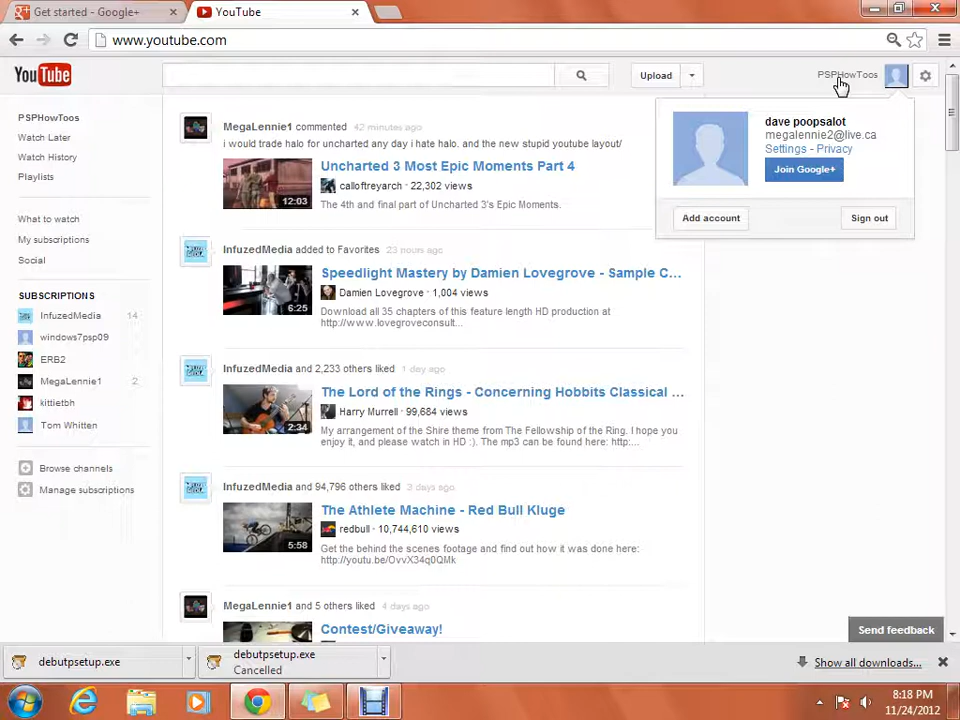 Get started - Google+
YouTube
www.youtube.com
YouTube
Upload
PSPHowToos
dave poopsalot
megalennie2@live.ca
Settings - Privacy
Join Google+
Add account
Sign out
PSPHowToos
Watch Later
Watch History
Playlists
What to watch
My subscriptions
Social
SUBSCRIPTIONS
InfuzedMedia 14
windows7psp09
ERB2
MegaLennie1 2
kittietbh
Tom Whitten
Browse channels
Manage subscriptions
MegaLennie1 commented 42 minutes ago
i would trade halo for uncharted any day i hate halo. and the new stupid youtube layout/
12:03
Uncharted 3 Most Epic Moments Part 4
calloftreyarch · 22,302 views
The 4th and final part of Uncharted 3's Epic Moments.
InfuzedMedia added to Favorites 23 hours ago
6:25
Speedlight Mastery by Damien Lovegrove - Sample C...
Damien Lovegrove · 1,004 views
Download all 35 chapters of this feature length HD production at
http://www.lovegroveconsult...
InfuzedMedia and 2,233 others liked 1 day ago
2:34
The Lord of the Rings - Concerning Hobbits Classical ...
Harry Murrell · 99,684 views
My arrangement of the Shire theme from The Fellowship of the Ring. I hope you
enjoy it, and please watch in HD :). The mp3 can be found here: http:...
InfuzedMedia and 94,796 others liked 3 days ago
5:58
The Athlete Machine - Red Bull Kluge
redbull · 10,744,610 views
Get the behind the scenes footage and find out how it was done here:
http://youtu.be/OvvX34q0QMk
MegaLennie1 and 5 others liked 4 days ago
Contest/Giveaway!
Send feedback
debutpsetup.exe
debutpsetup.exe
Cancelled
Show all downloads...
8:18 PM
11/24/2012